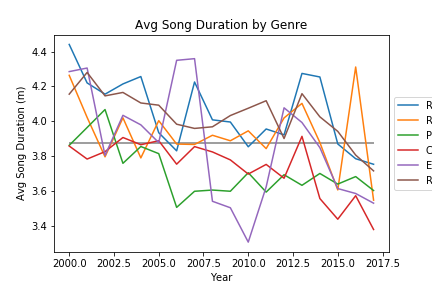 Avg Song Duration by Genre
Avg Song Duration (m)
4.4
4.2
4.0
3.8
3.6
3.4
R
R
P
C
E
R
2000.0 2002.5 2005.0 2007.5 2010.0 2012.5 2015.0 2017.5
Year